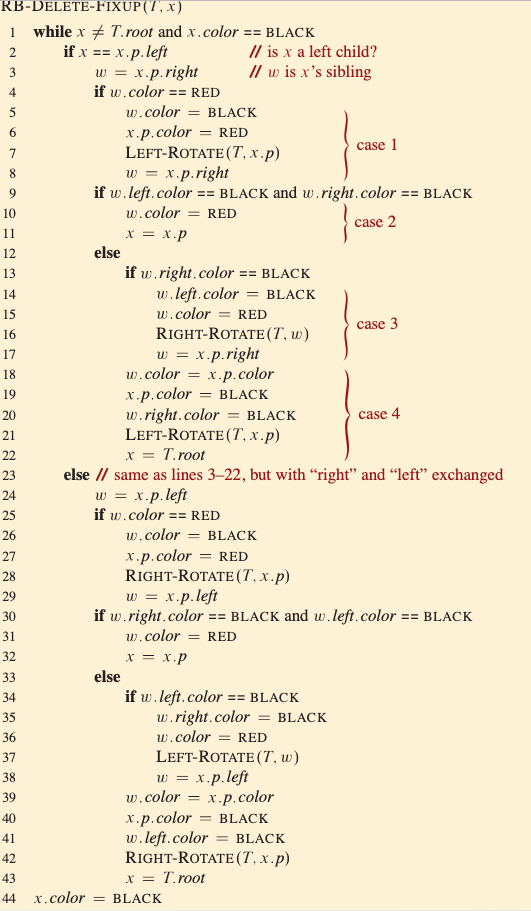 RB-DELETE-FIXUP(T, x)
1 while x ≠ T.root and x.color == BLACK
2 if x == x.p.left // is x a left child?
3 w = x.p.right // w is x's sibling
4 if w.color == RED
5 w.color = BLACK
6 x.p.color = RED
7 LEFT-ROTATE(T, x.p)
8 w = x.p.right
case 1
9 if w.left.color == BLACK and w.right.color == BLACK
10 w.color = RED
11 x = x.p
case 2
12 else
13 if w.right.color == BLACK
14 w.left.color = BLACK
15 w.color = RED
16 RIGHT-ROTATE(T, w)
17 w = x.p.right
case 3
18 w.color = x.p.color
19 x.p.color = BLACK
20 w.right.color = BLACK
21 LEFT-ROTATE(T, x.p)
22 x = T.root
case 4
23 else // same as lines 3–22, but with “right” and “left” exchanged
24 w = x.p.left
25 if w.color == RED
26 w.color = BLACK
27 x.p.color = RED
28 RIGHT-ROTATE(T, x.p)
29 w = x.p.left
30 if w.right.color == BLACK and w.left.color == BLACK
31 w.color = RED
32 x = x.p
33 else
34 if w.left.color == BLACK
35 w.right.color = BLACK
36 w.color = RED
37 LEFT-ROTATE(T, w)
38 w = x.p.left
39 w.color = x.p.color
40 x.p.color = BLACK
41 w.left.color = BLACK
42 RIGHT-ROTATE(T, x.p)
43 x = T.root
44 x.color = BLACK